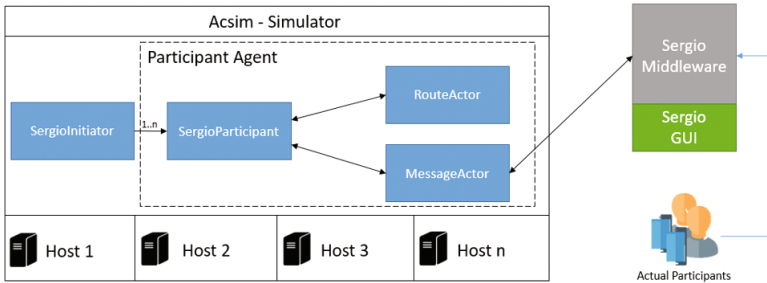 Acsim - Simulator
Participant Agent
SergioInitiator
1..n
SergioParticipant
RouteActor
MessageActor
Sergio
Middleware
Sergio
GUI
Host 1
Host 2
Host 3
Host n
Actual Participants